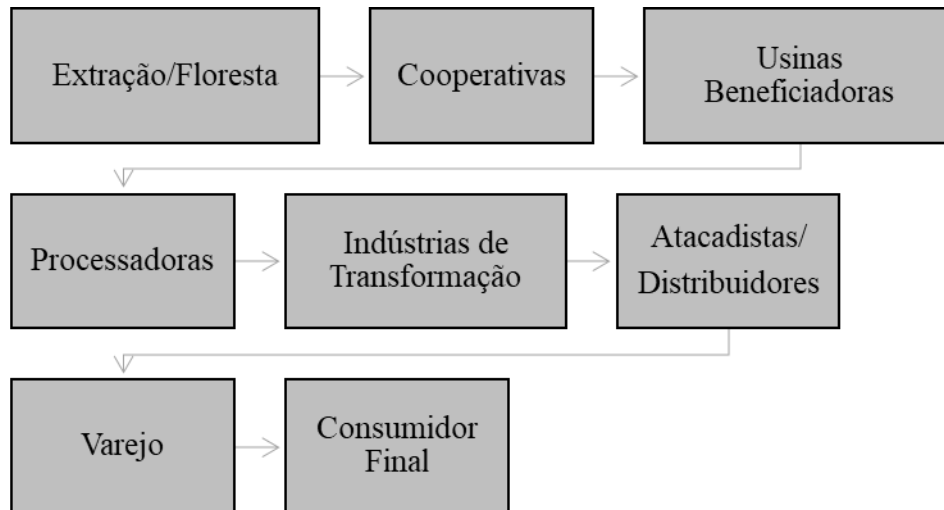 Extração/Floresta
Cooperativas
Usinas
Beneficiadoras
Processadoras
Indústrias de
Transformação
Atacadistas/
Distribuidores
Varejo
Consumidor
Final